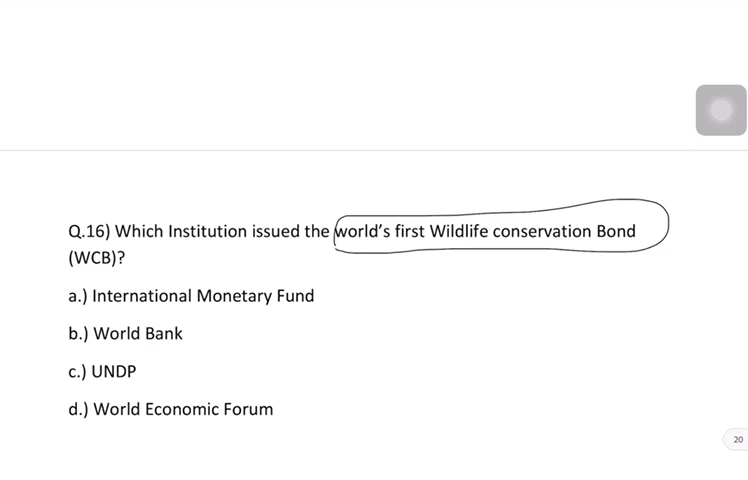 Q.16) Which Institution issued the world's first Wildlife conservation Bond
(WCB)?
a.) International Monetary Fund
b.) World Bank
c.) UNDP
d.) World Economic Forum
20